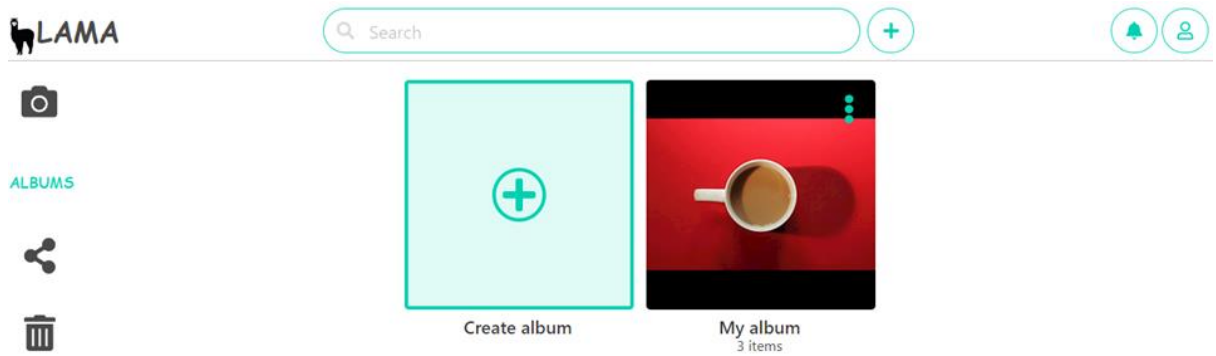 LAMA
Search
ALBUMS
Create album
My album
3 items